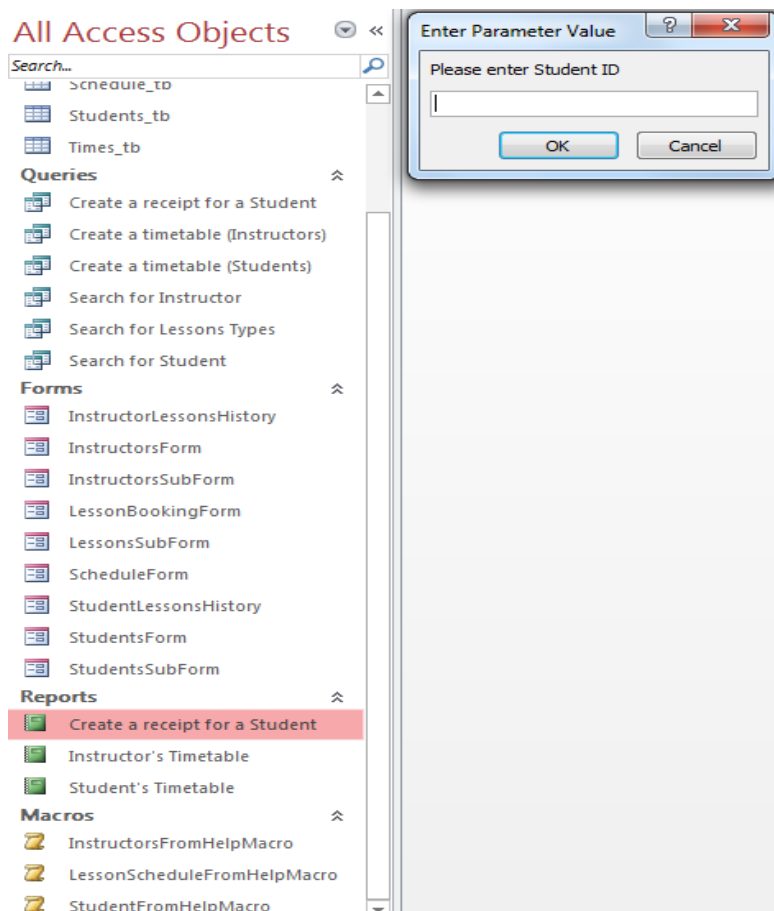 All Access Objects
Search...
Schedule_tb
Students_tb
Times_tb
Queries
Create a receipt for a Student
Create a timetable (Instructors)
Create a timetable (Students)
Search for Instructor
Search for Lessons Types
Search for Student
Forms
InstructorLessonsHistory
InstructorsForm
InstructorsSubForm
LessonBookingForm
LessonsSubForm
ScheduleForm
StudentLessonsHistory
StudentsForm
StudentsSubForm
Reports
Create a receipt for a Student
Instructor's Timetable
Student's Timetable
Macros
InstructorsFromHelpMacro
LessonScheduleFromHelpMacro
StudentFromHelpMacro
Enter Parameter Value
Please enter Student ID
OK Cancel